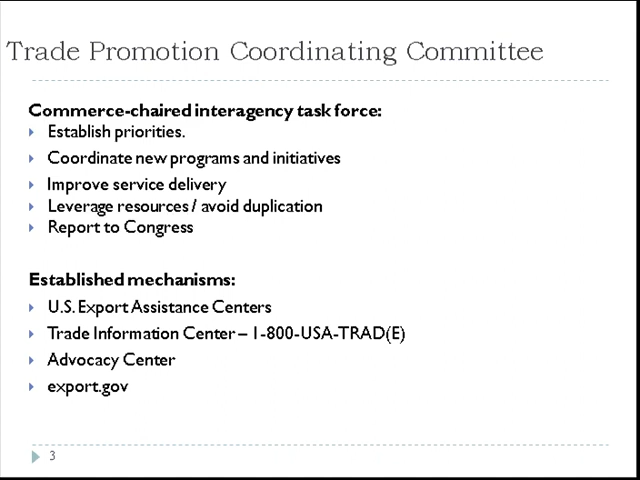 Trade Promotion Coordinating Committee
Commerce-chaired interagency task force:
Establish priorities.
Coordinate new programs and initiatives
Improve service delivery
Leverage resources / avoid duplication
Report to Congress
Established mechanisms:
U.S. Export Assistance Centers
Trade Information Center – 1-800-USA-TRAD(E)
Advocacy Center
export.gov
3